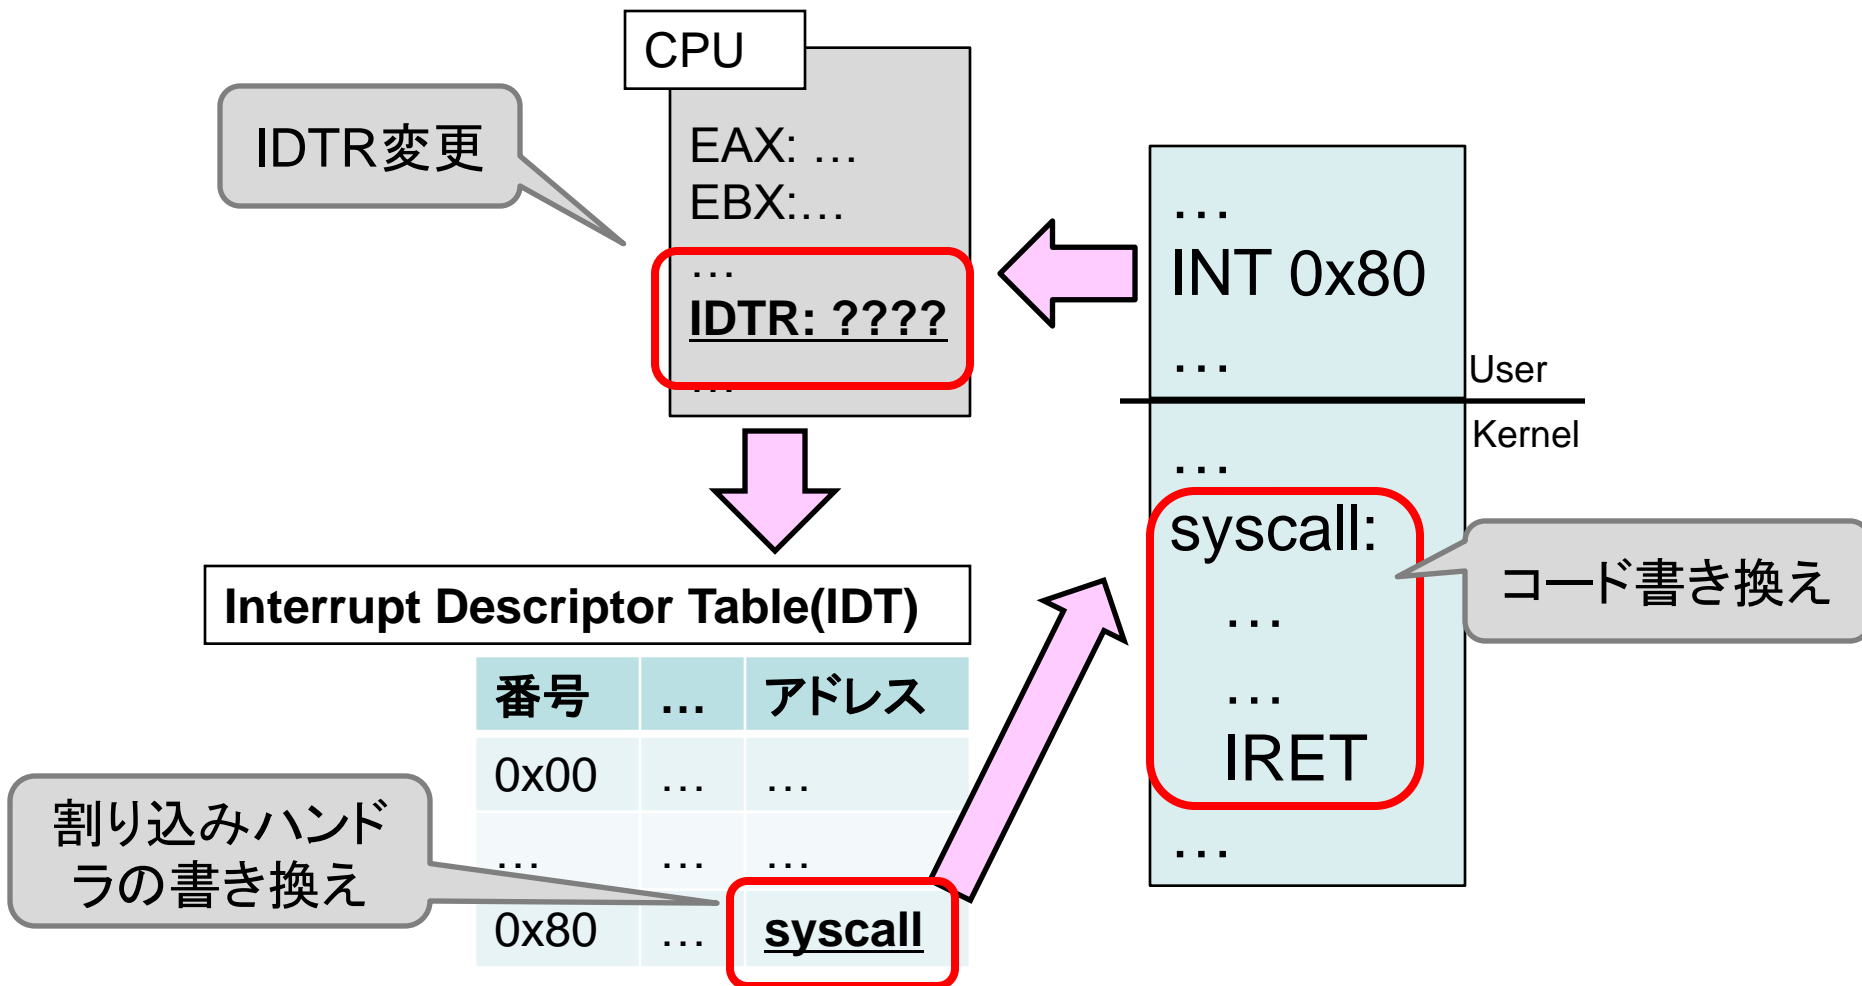 CPU
IDTR変更
EAX: …
EBX:…
…
IDTR: ????
…
…
INT 0x80
…
User
Kernel
…
syscall:
…
…
IRET
…
コード書き換え
Interrupt Descriptor Table(IDT)
番号 … アドレス
0x00 … …
… … …
0x80 … syscall
割り込みハンド
ラの書き換え